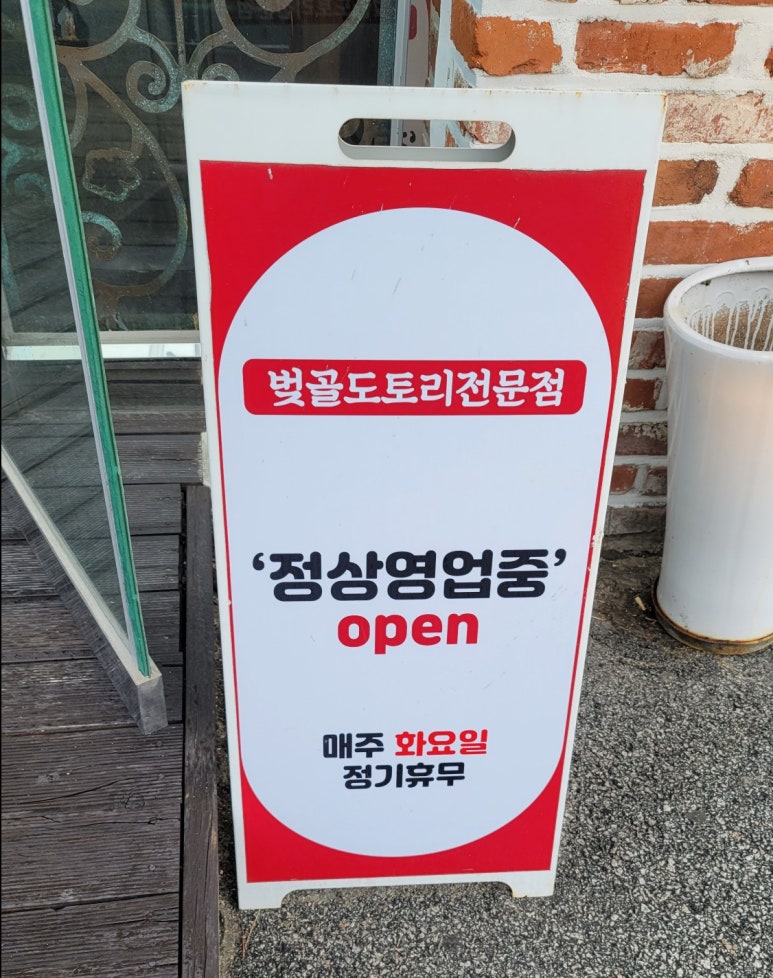 벚골도토리전문점
‘정상영업중’
open
매주 화요일
정기휴무